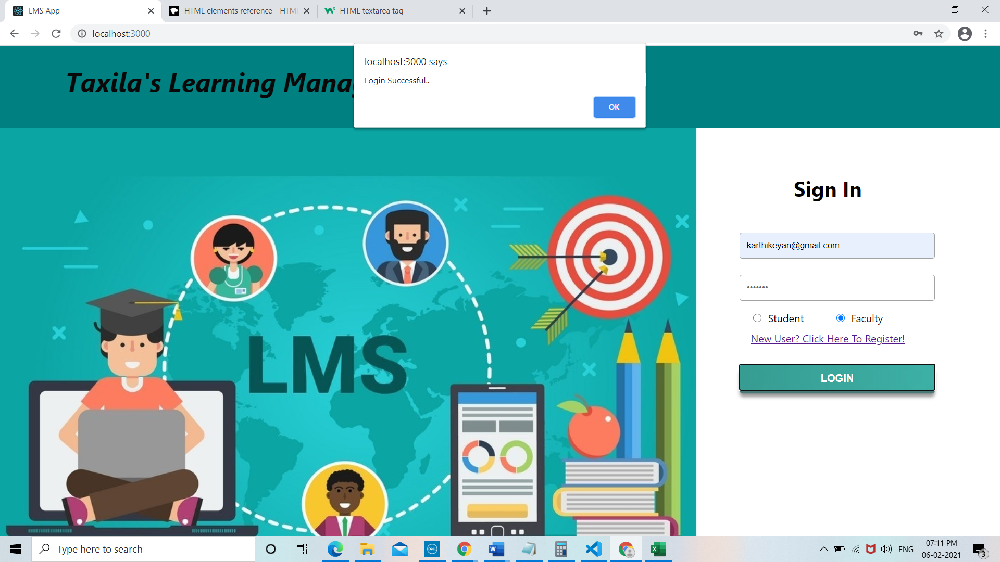 LMS App
HTML elements reference - HTM
HTML textarea tag
localhost:3000
localhost:3000 says
Login Successful..
OK
Taxila's Learning Mana
Sign In
karthikeyan@gmail.com
•••••••
Student
Faculty
New User? Click Here To Register!
LOGIN
LMS
Type here to search
DELL
ENG
07:11 PM
06-02-2021
3